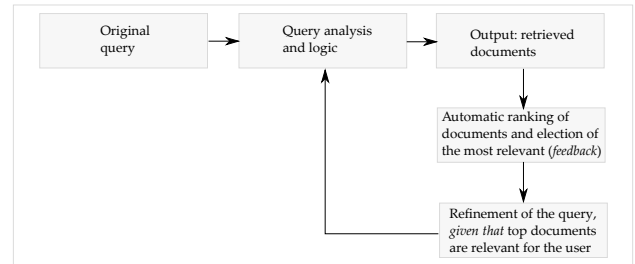 Original
query
Query analysis
and logic
Output: retrieved
documents
Automatic ranking of
documents and election of
the most relevant (feedback)
Refinement of the query,
given that top documents
are relevant for the user